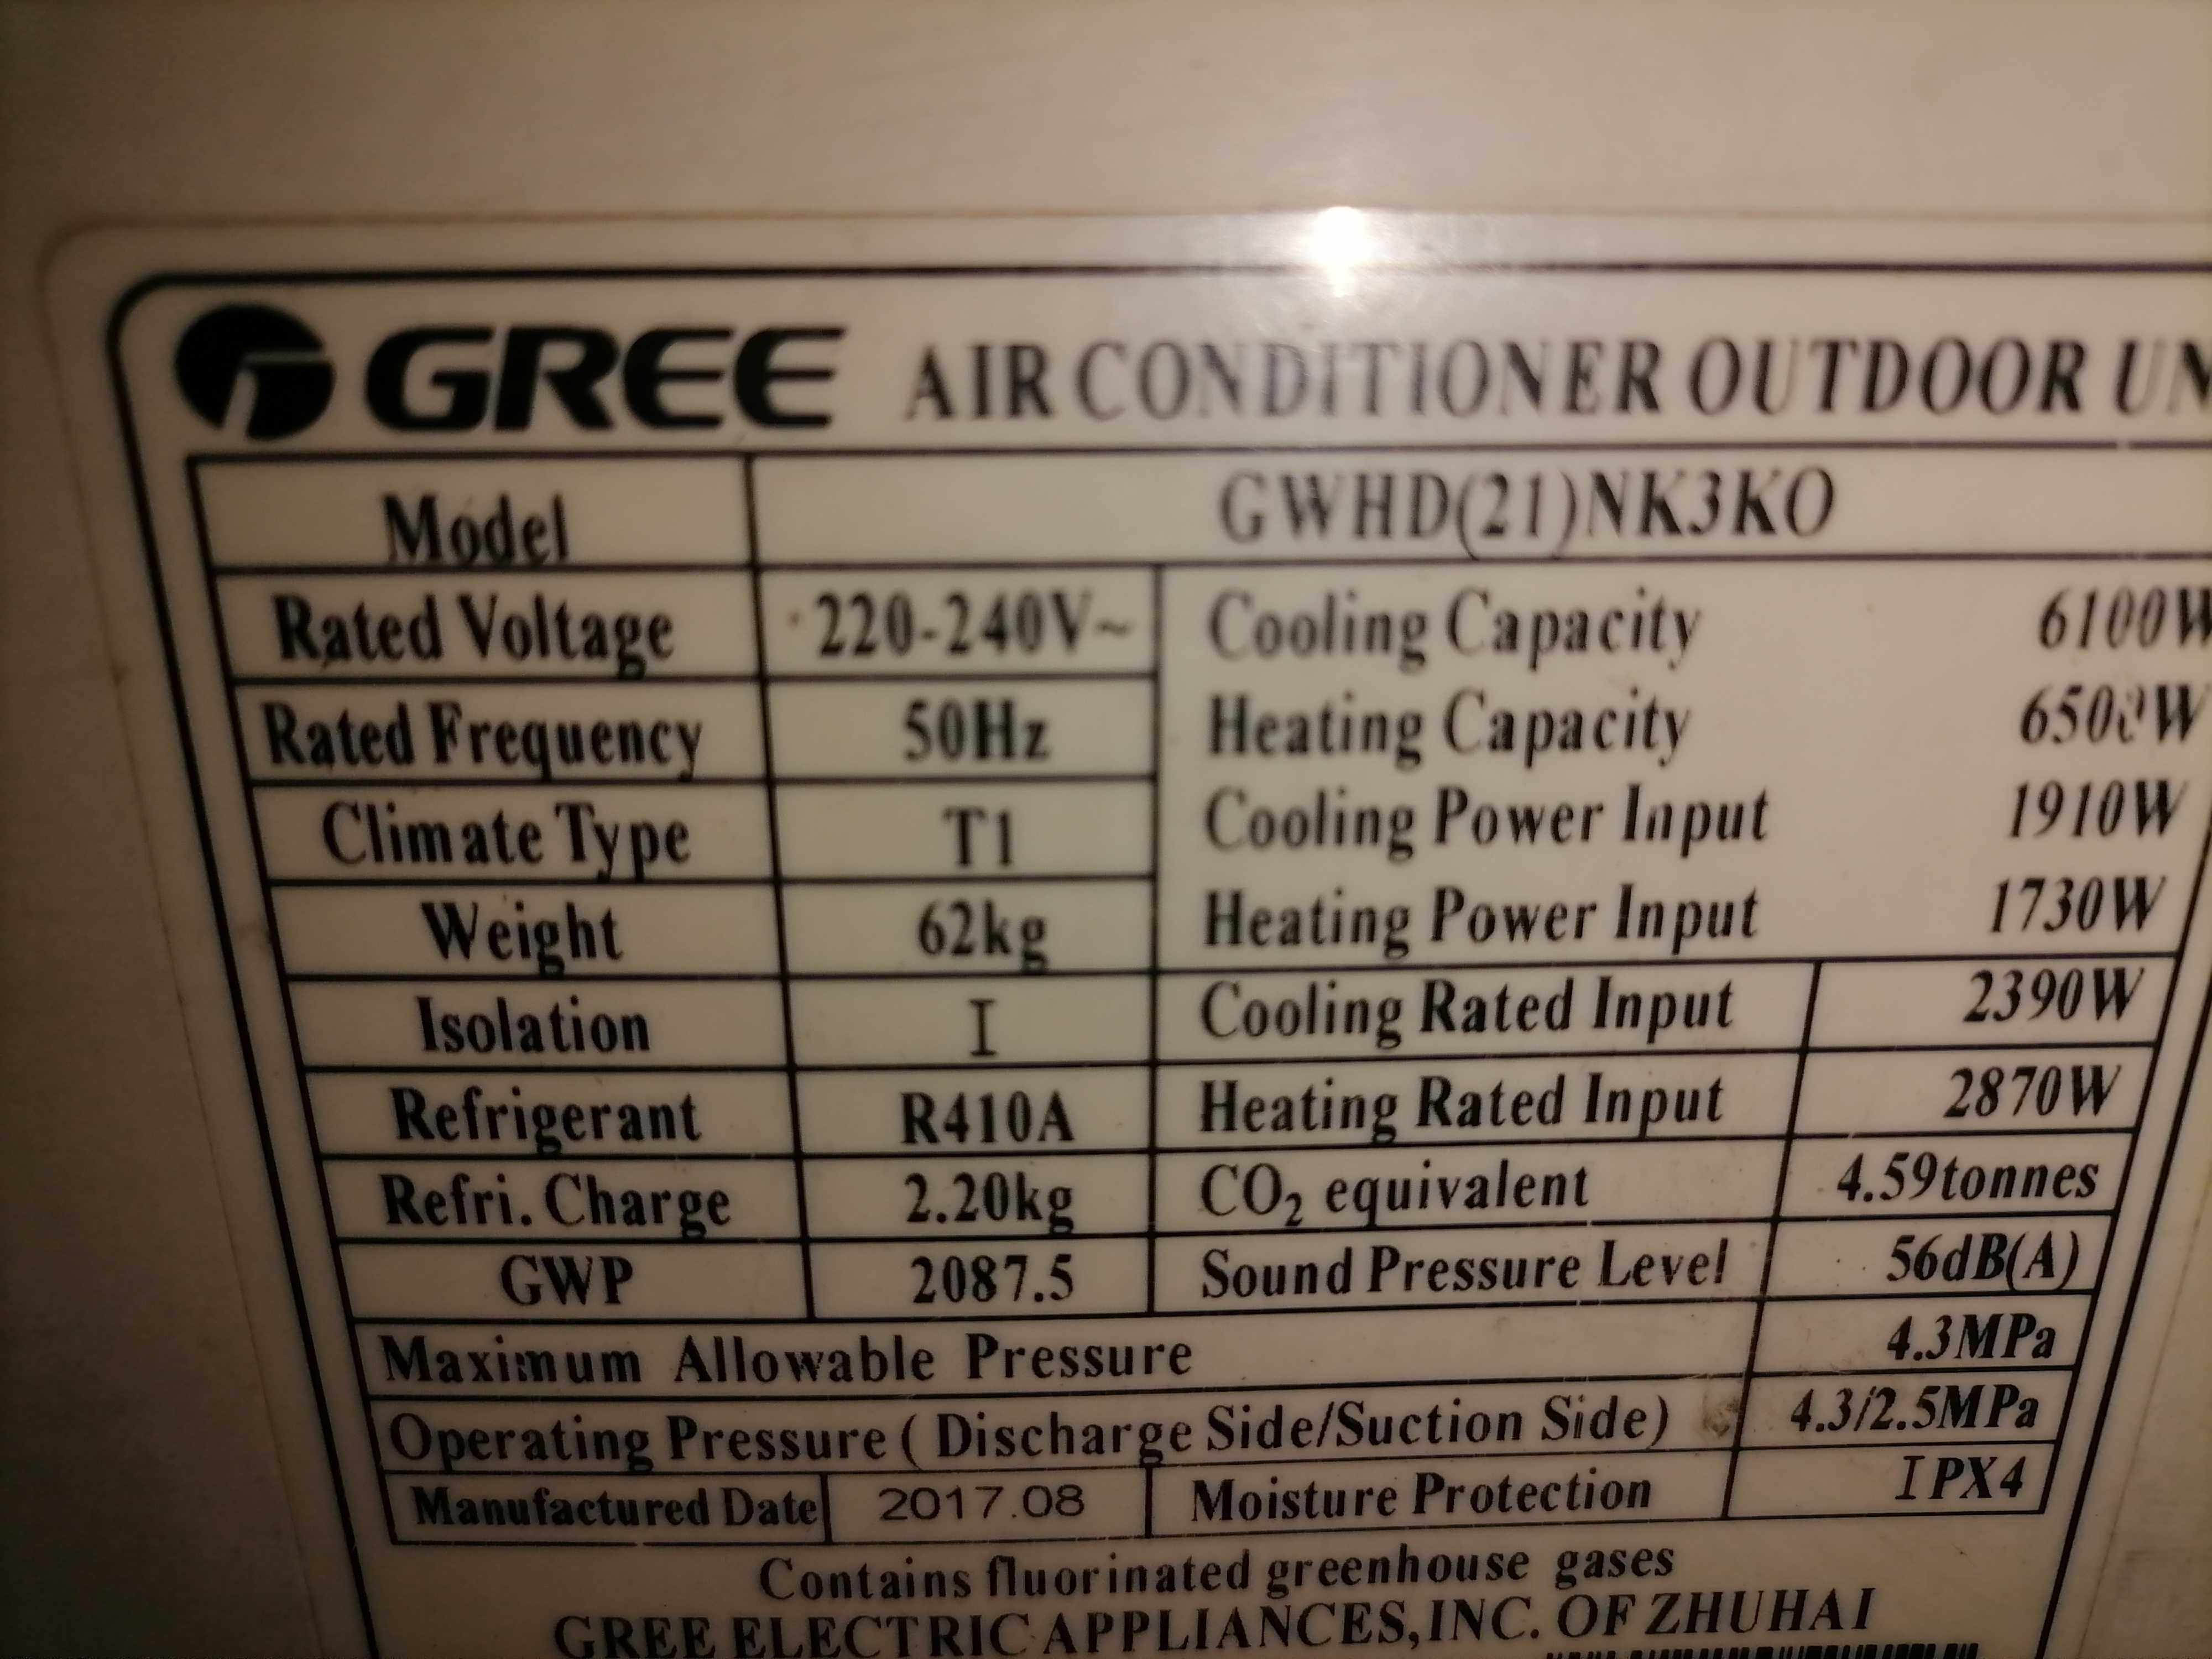 GREE AIR CONDITIONER OUTDOOR UN
Model GWHD(21)NK3KO
Rated Voltage 220-240V~ Cooling Capacity 6100W
Rated Frequency 50Hz Heating Capacity 6500W
Climate Type T1 Cooling Power Input 1910W
Weight 62kg Heating Power Input 1730W
Isolation I Cooling Rated Input 2390W
Refrigerant R410A Heating Rated Input 2870W
Refri. Charge 2.20kg CO₂ equivalent 4.59tonnes
GWP 2087.5 Sound Pressure Level 56dB(A)
Maximum Allowable Pressure 4.3MPa
Operating Pressure ( Discharge Side/Suction Side) 4.3/2.5MPa
Manufactured Date 2017.08 Moisture Protection IPX4
Contains fluorinated greenhouse gases
GREE ELECTRIC APPLIANCES,INC. OF ZHUHAI